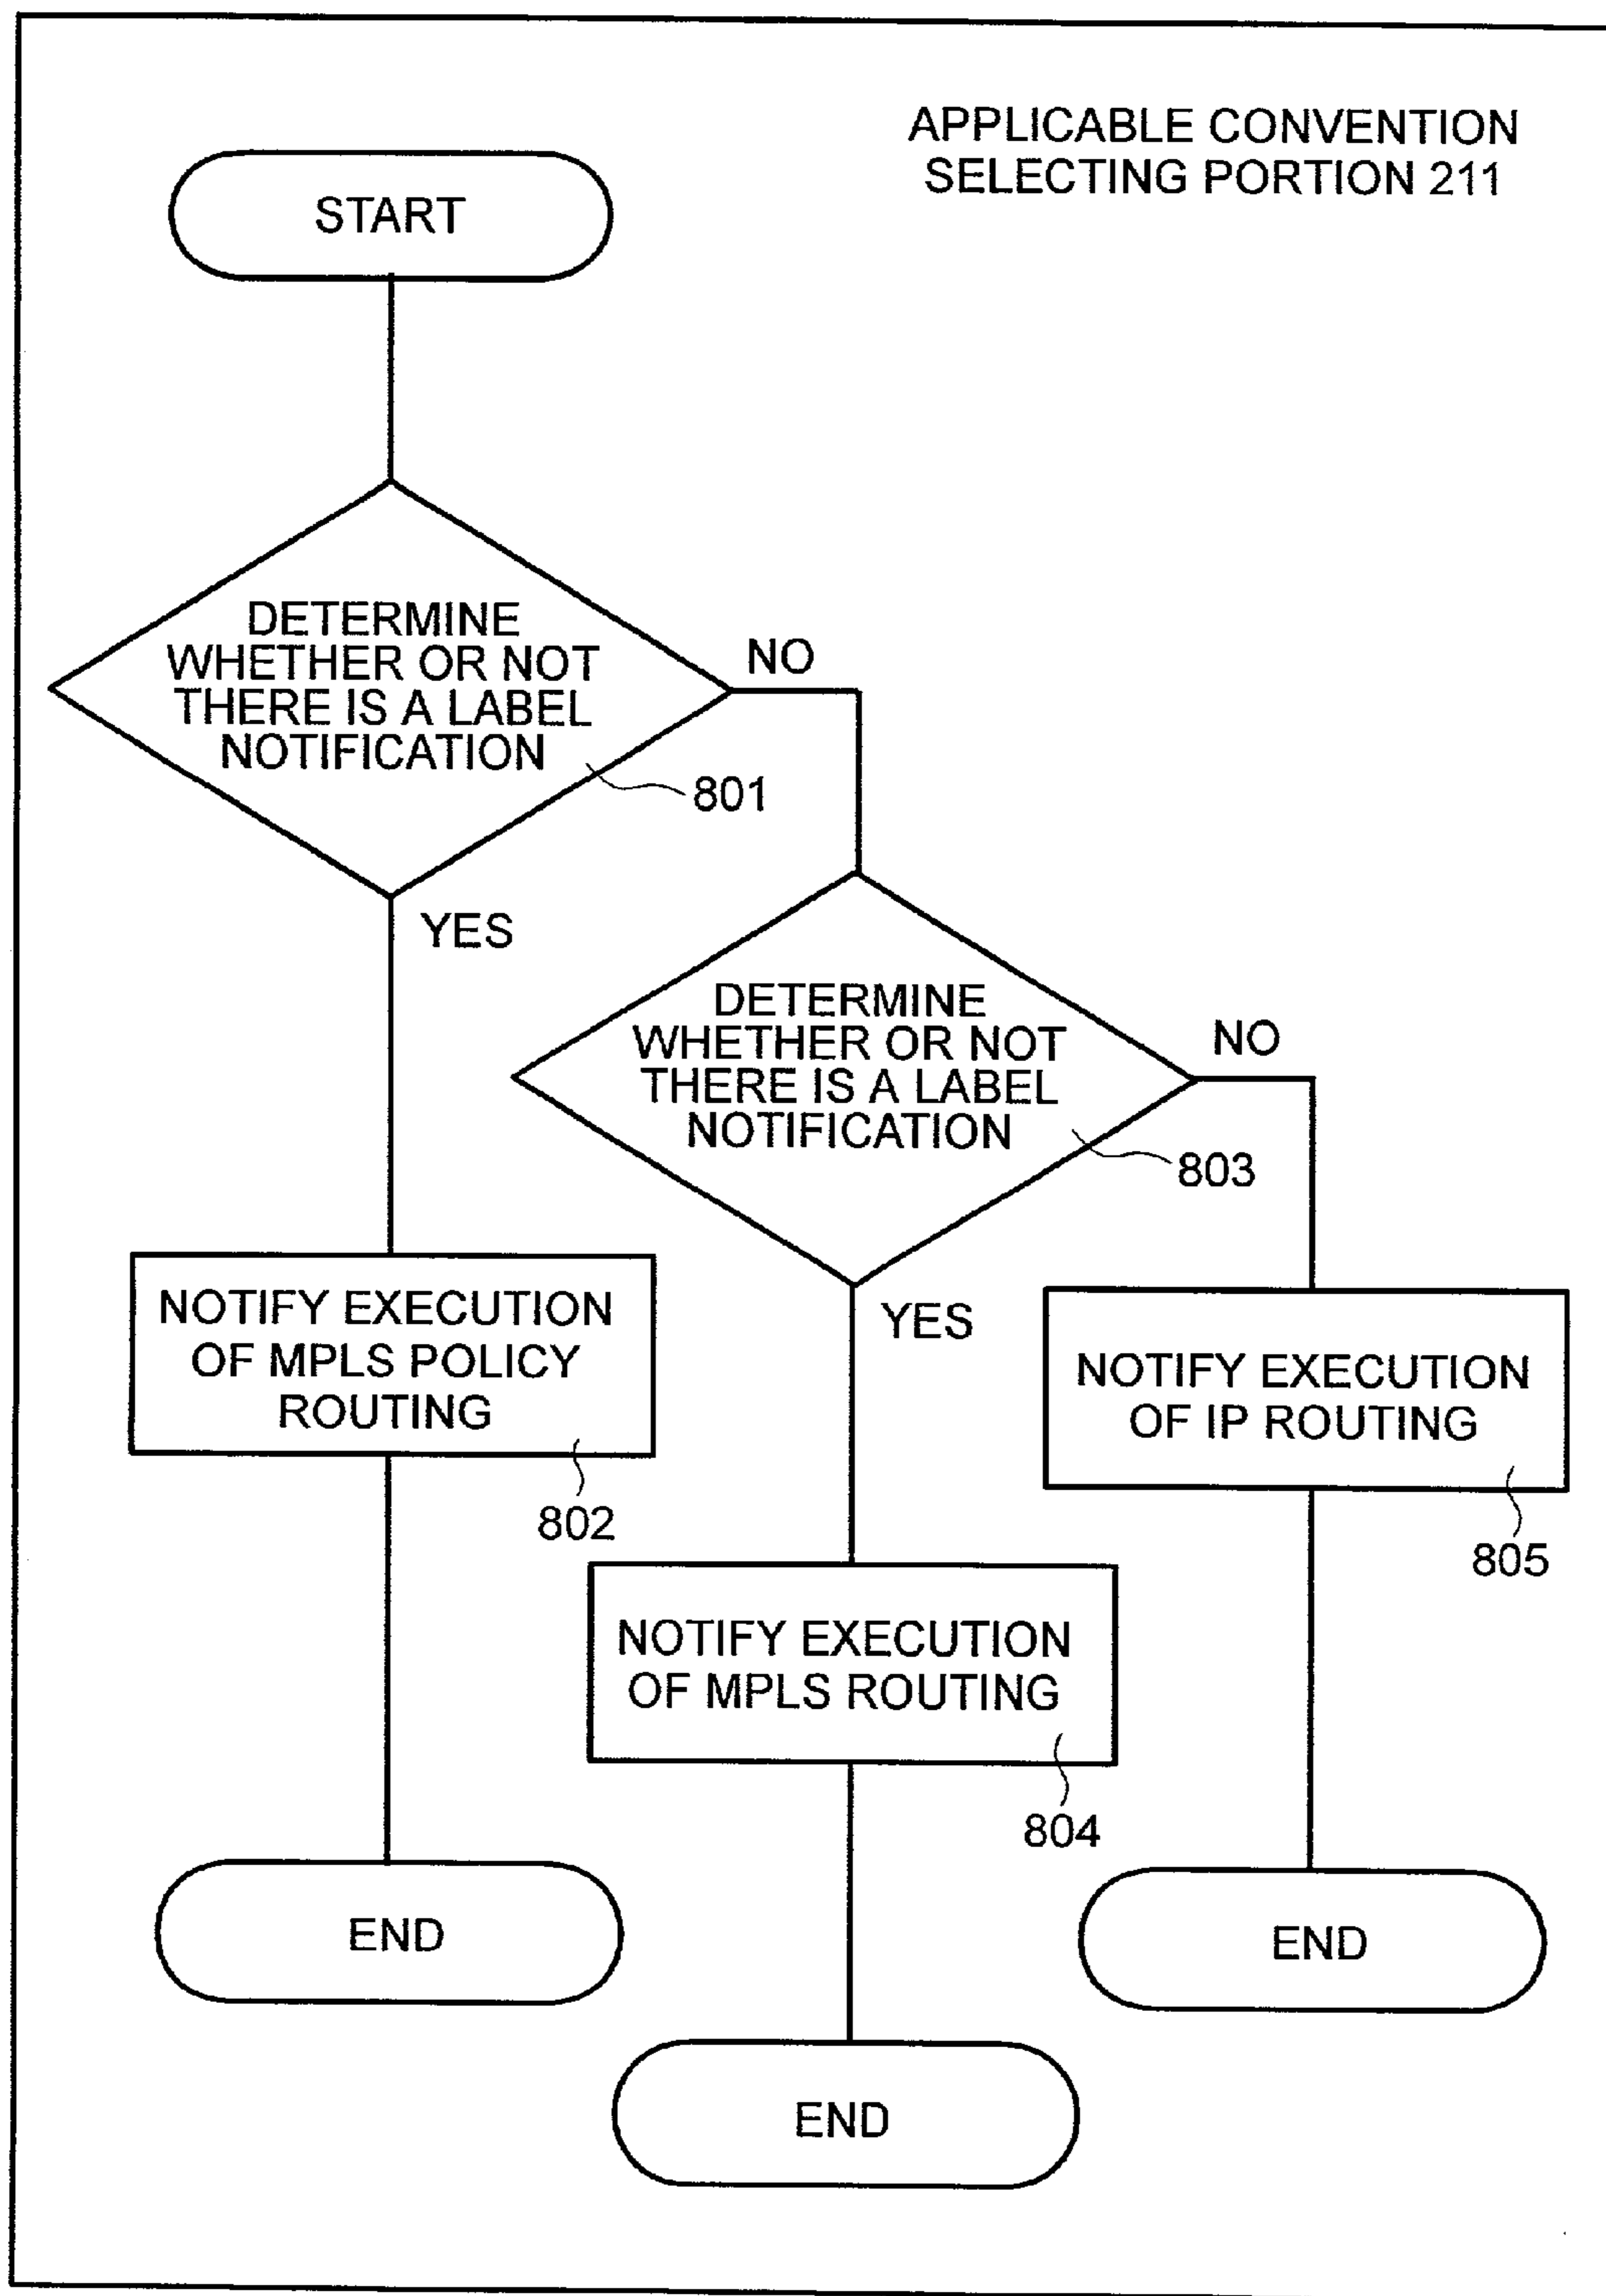 APPLICABLE CONVENTION
SELECTING PORTION 211
START
DETERMINE
WHETHER OR NOT
THERE IS A LABEL
NOTIFICATION
NO
801
YES
DETERMINE
WHETHER OR NOT
THERE IS A LABEL
NOTIFICATION
NO
803
YES
NOTIFY EXECUTION
OF MPLS POLICY
ROUTING
802
NOTIFY EXECUTION
OF IP ROUTING
805
NOTIFY EXECUTION
OF MPLS ROUTING
804
END
END
END